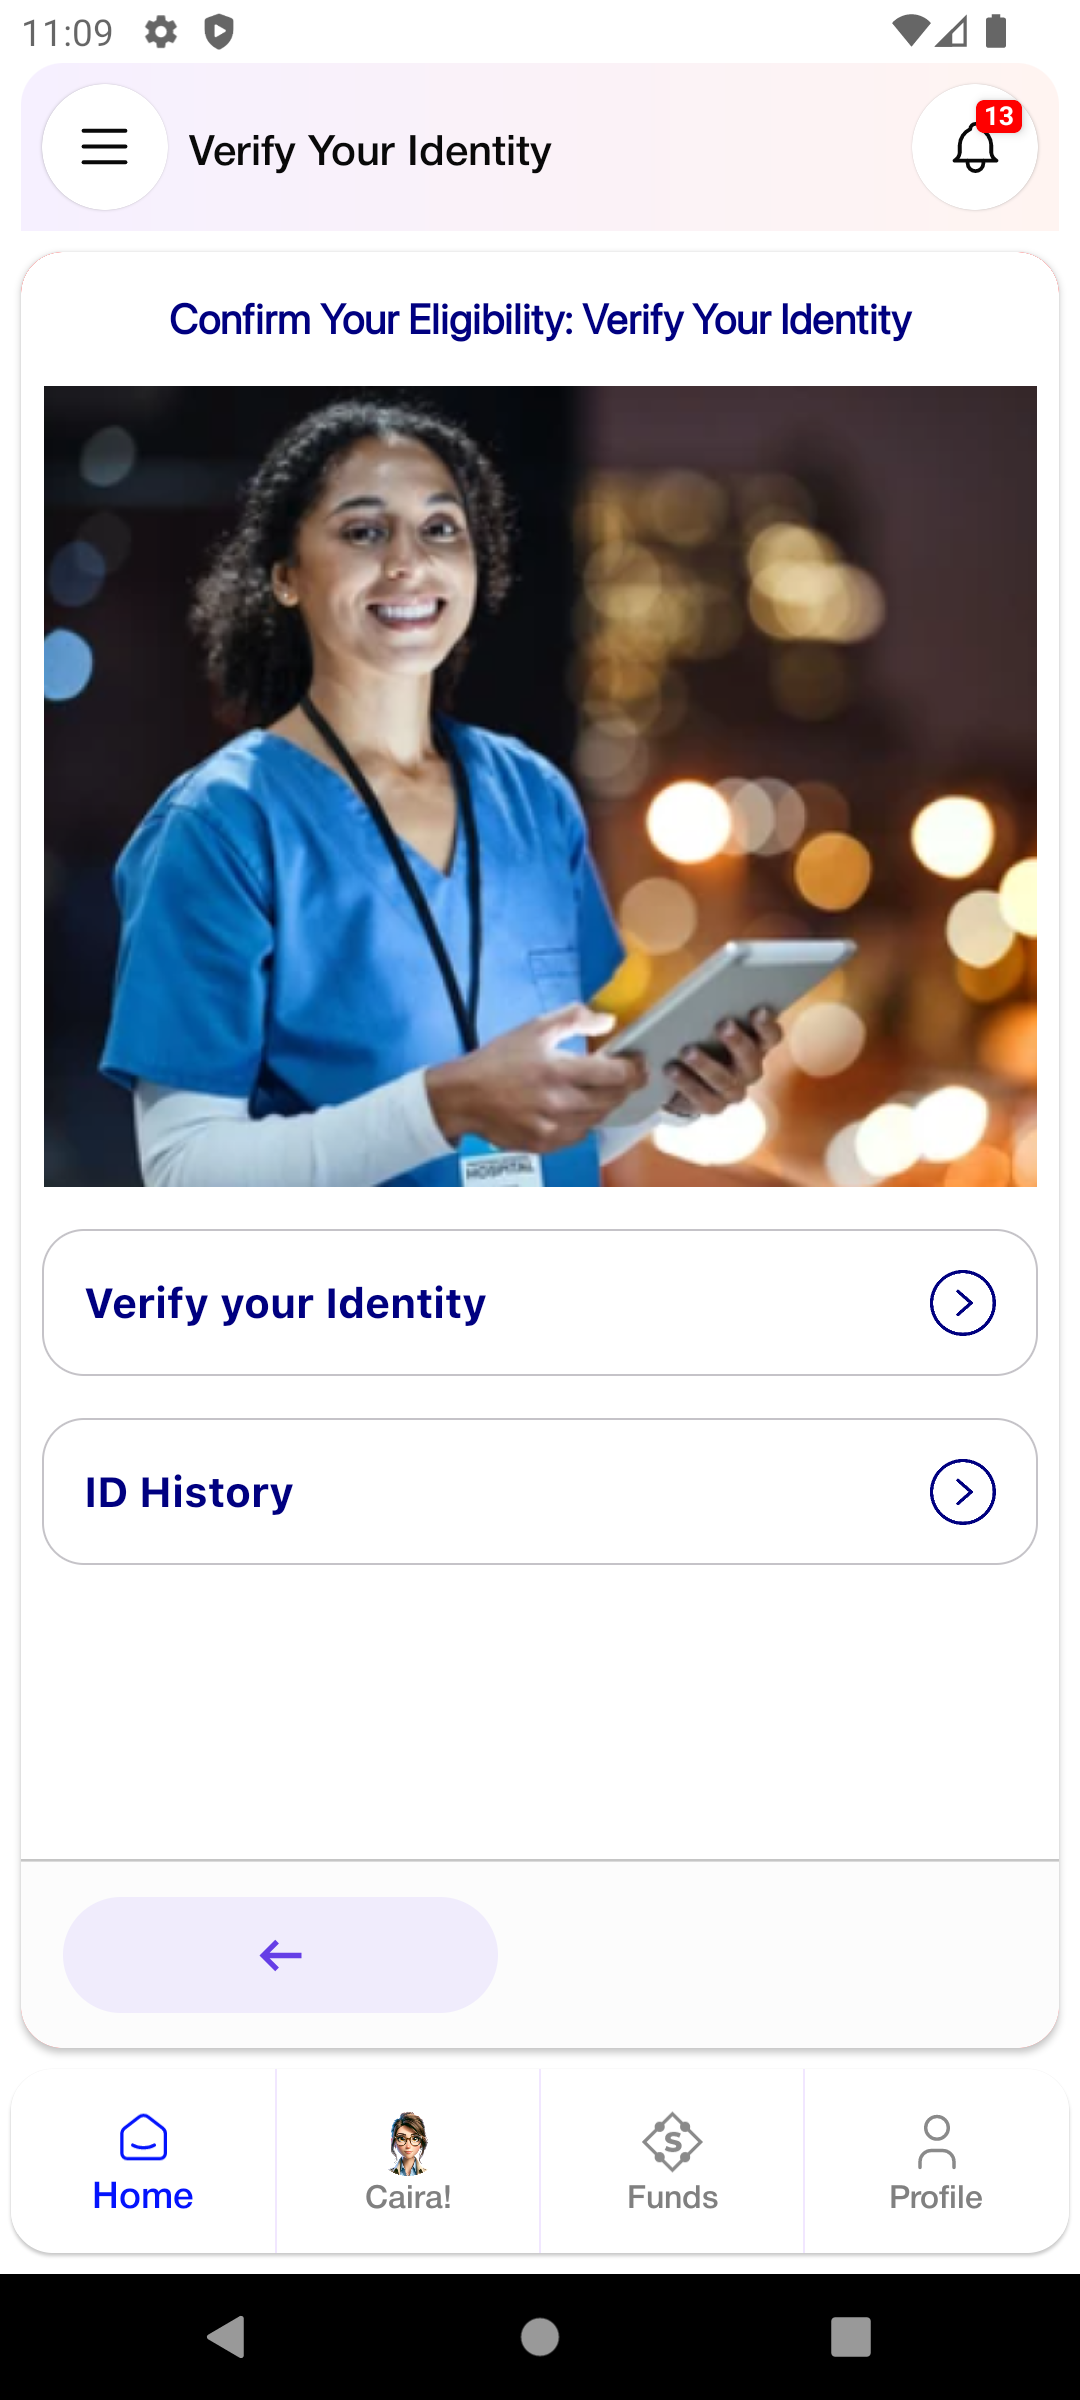 11:09
Verify Your Identity
13
Confirm Your Eligibility: Verify Your Identity
HOSPITAL
Verify your Identity
ID History
Home
Caira!
Funds
Profile